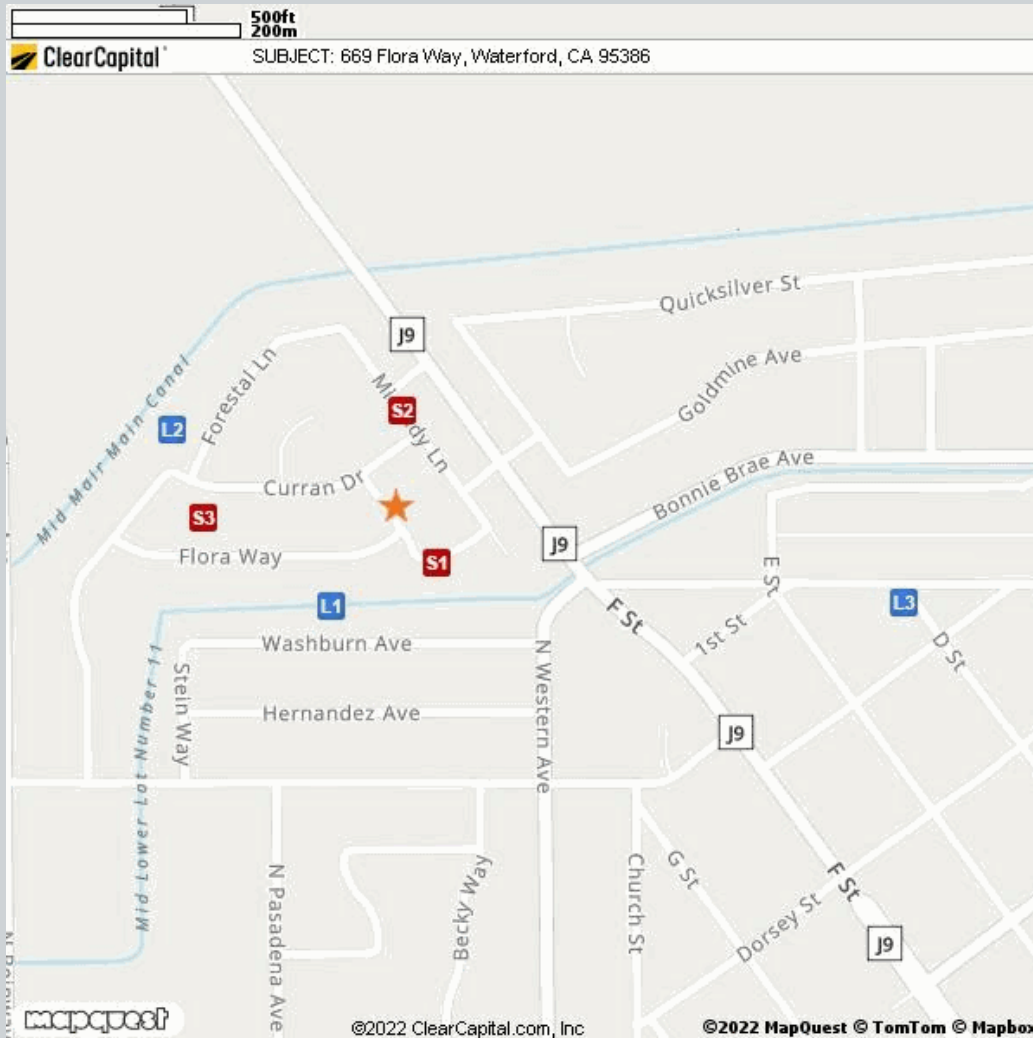 500ft
200m
ClearCapital
SUBJECT: 669 Flora Way, Waterford, CA 95386
Quicksilver St
J9
Goldmine Ave
Forestal Ln
Mid Main Canal
S2
L2
Bonnie Brae Ave
Curran Dr
S3
J9
Flora Way
S1
E St
L1
L3
F St
1st St
D St
Washburn Ave
Stein Way
N Western Ave
Hernandez Ave
J9
Mid Lower Lat Number 11
N Pasadena Ave
Becky Way
Church St
G St
F St
Dorsey St
J9
mapquest
©2022 ClearCapital.com, Inc
©2022 MapQuest © TomTom © Mapbox